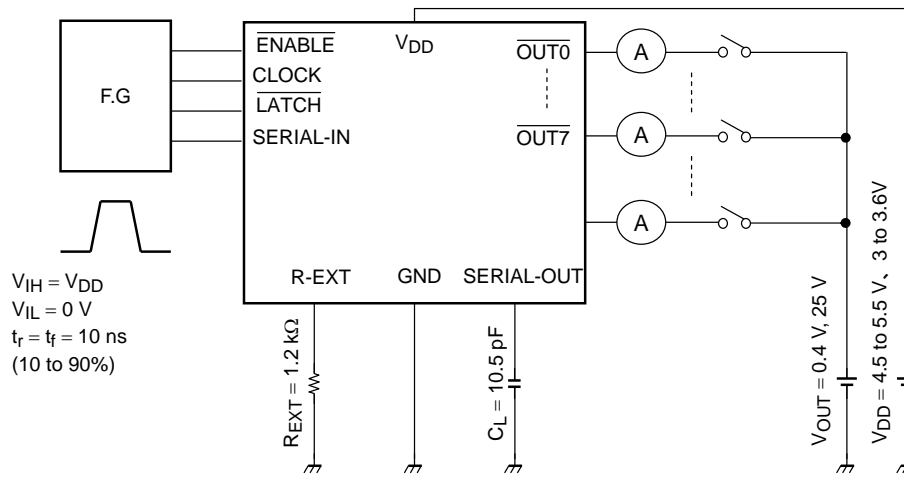 F.G
ENABLE
CLOCK
LATCH
SERIAL-IN
VDD
OUT0
OUT7
A
A
A
R-EXT
GND
SERIAL-OUT
VIH = VDD
VIL = 0 V
tr = tf = 10 ns
(10 to 90%)
REXT = 1.2 kΩ
CL = 10.5 pF
VOUT = 0.4 V, 25 V
VDD = 4.5 to 5.5 V、3 to 3.6V